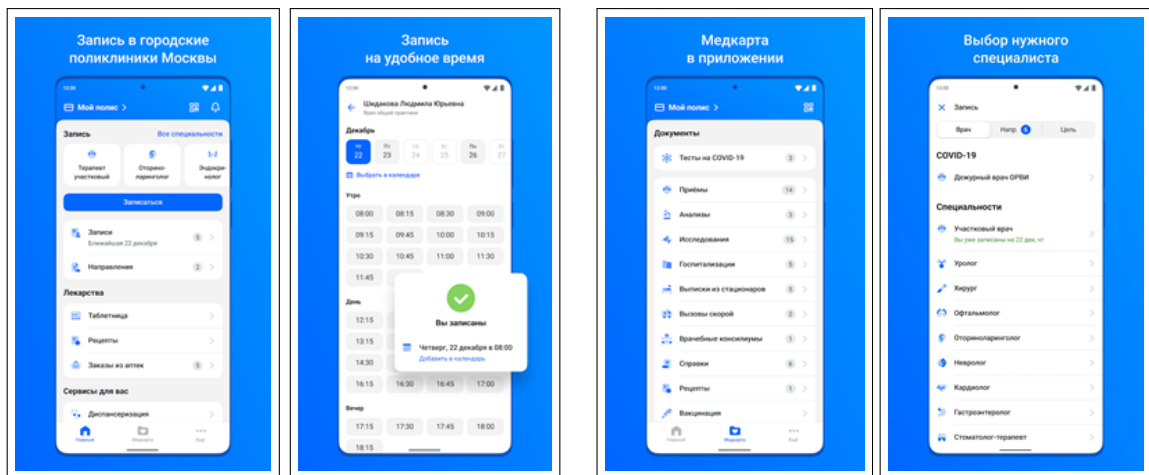 Запись в городские
поликлиники Москвы
12:00
Мой полис >
Запись
Все специальности
Терапевт
участковый
Оторино-
ларинголог
Эндокри-
нолог
Записаться
Записи
Ближайшая 22 декабря
5
Направления
2
Лекарства
Таблетница
Рецепты
Заказы из аптек
5
Сервисы для вас
Диспансеризация
Главный
Медкарта
Ещё
Запись
на удобное время
12:00
Шидакова Людмила Юрьевна
Врач общей практики
Декабрь
Чт Пт Сб Вс Пн Вт
22 23 24 25 26 27
Выбрать в календаре
Утро
08:00 08:15 08:30 09:00
09:15 09:45 10:00 10:15
10:30 10:45 11:00 11:30
11:45
День
12:15
13:15
14:30
16:15 16:30 16:45 17:00
Вы записаны
Четверг, 22 декабря в 08:00
Добавить в календарь
Вечер
17:15 17:30 17:45 18:00
18:15
Медкарта
в приложении
12:00
Мой полис >
Документы
Тесты на COVID-19 3
Приёмы 14
Анализы 3
Исследования 15
Госпитализации 5
Выписки из стационаров 5
Вызовы скорой 2
Врачебные консилиумы 1
Справки 6
Рецепты 1
Вакцинация
Главный
Медкарта
Ещё
Выбор нужного
специалиста
12:00
Запись
Врач Напр. Цель
COVID-19
Дежурный врач ОРВИ
Специальности
Участковый врач
Вы уже записаны на 22 дек, чт
Уролог
Хирург
Офтальмолог
Оториноларинголог
Невролог
Кардиолог
Гастроэнтеролог
Стоматолог-терапевт